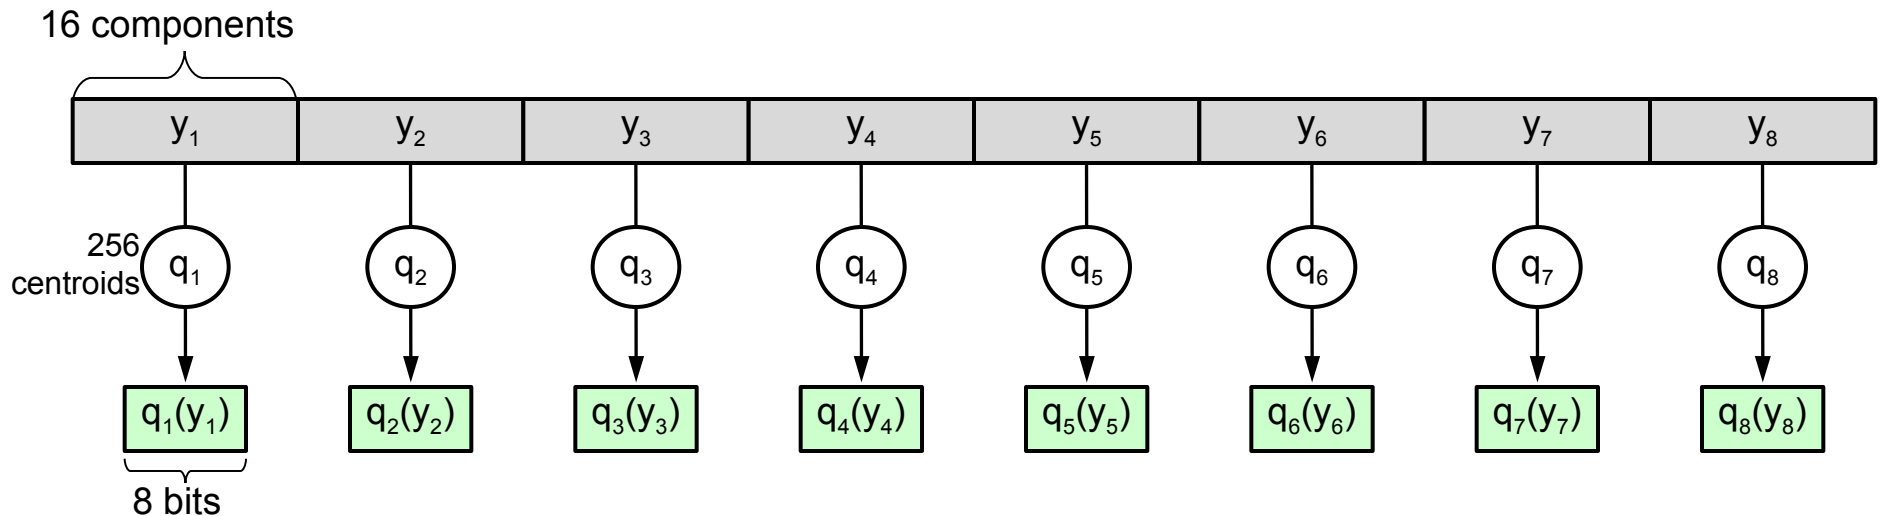 16 components
y₁ y₂ y₃ y₄ y₅ y₆ y₇ y₈
256
centroids
q₁ q₂ q₃ q₄ q₅ q₆ q₇ q₈
q₁(y₁) q₂(y₂) q₃(y₃) q₄(y₄) q₅(y₅) q₆(y₆) q₇(y₇) q₈(y₈)
8 bits